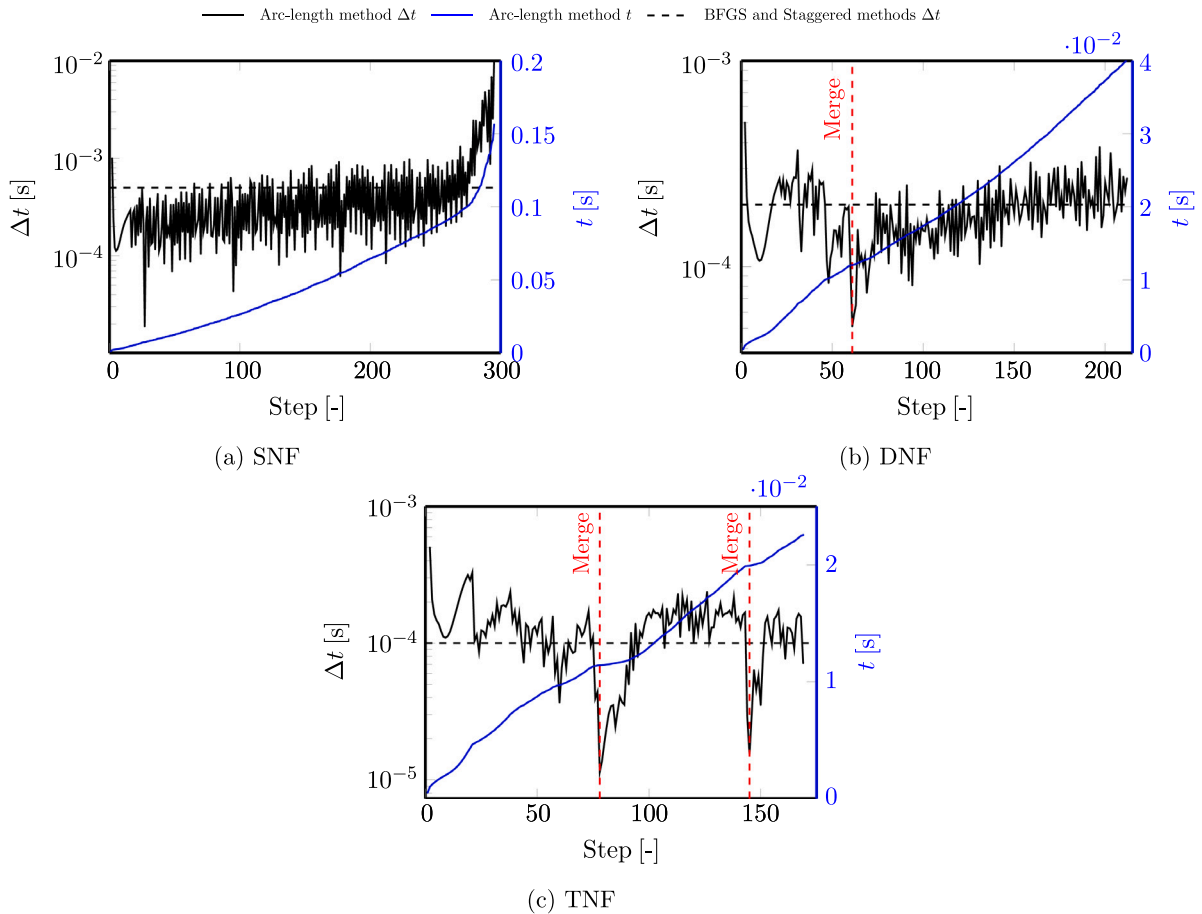 Arc-length method Δt Arc-length method t BFGS and Staggered methods Δt
10⁻²
10⁻³
10⁻⁴
Δt [s]
0.2
0.15
0.1
0.05
0
t [s]
0 100 200 300
Step [-]
(a) SNF
·10⁻²
10⁻³
10⁻⁴
Δt [s]
Merge
4
3
2
1
0
t [s]
0 50 100 150 200
Step [-]
(b) DNF
·10⁻²
10⁻³
10⁻⁴
10⁻⁵
Δt [s]
Merge
Merge
2
1
0
t [s]
0 50 100 150
Step [-]
(c) TNF